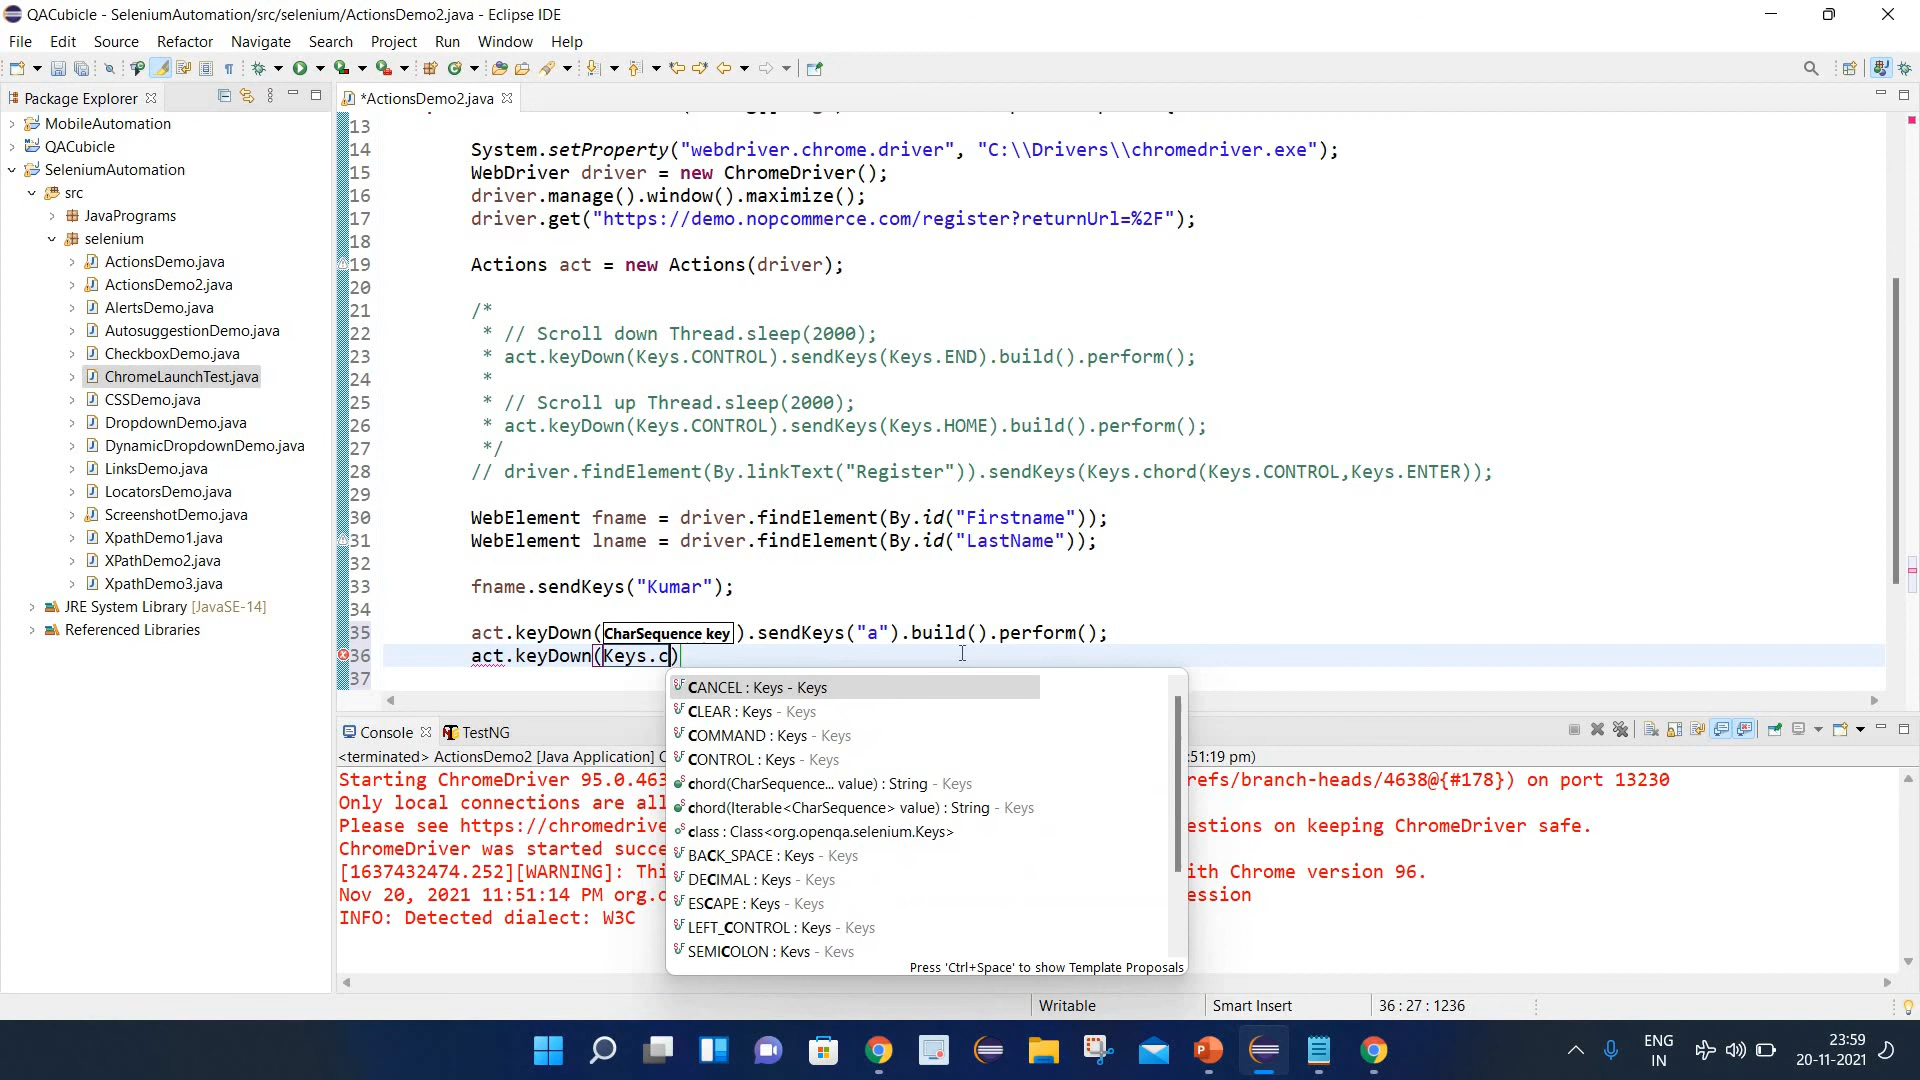 QACubicle - SeleniumAutomation/src/selenium/ActionsDemo2.java - Eclipse IDE
File Edit Source Refactor Navigate Search Project Run Window Help
Package Explorer
*ActionsDemo2.java
MobileAutomation
QACubicle
SeleniumAutomation
src
JavaPrograms
selenium
ActionsDemo.java
ActionsDemo2.java
AlertsDemo.java
AutosuggestionDemo.java
CheckboxDemo.java
ChromeLaunchTest.java
CSSDemo.java
DropdownDemo.java
DynamicDropdownDemo.java
LinksDemo.java
LocatorsDemo.java
ScreenshotDemo.java
XpathDemo1.java
XPathDemo2.java
XpathDemo3.java
JRE System Library [JavaSE-14]
Referenced Libraries
13
14 System.setProperty("webdriver.chrome.driver", "C:\\Drivers\\chromedriver.exe");
15 WebDriver driver = new ChromeDriver();
16 driver.manage().window().maximize();
17 driver.get("https://demo.nopcommerce.com/register?returnUrl=%2F");
18
19 Actions act = new Actions(driver);
20
21 /*
22 * // Scroll down Thread.sleep(2000);
23 * act.keyDown(Keys.CONTROL).sendKeys(Keys.END).build().perform();
24 *
25 * // Scroll up Thread.sleep(2000);
26 * act.keyDown(Keys.CONTROL).sendKeys(Keys.HOME).build().perform();
27 */
28 // driver.findElement(By.linkText("Register")).sendKeys(Keys.chord(Keys.CONTROL,Keys.ENTER));
29
30 WebElement fname = driver.findElement(By.id("Firstname"));
31 WebElement lname = driver.findElement(By.id("LastName"));
32
33 fname.sendKeys("Kumar");
34
35 act.keyDown(CharSequence key).sendKeys("a").build().perform();
36 act.keyDown(Keys.c)
37
CANCEL : Keys - Keys
CLEAR : Keys - Keys
COMMAND : Keys - Keys
CONTROL : Keys - Keys
chord(CharSequence... value) : String - Keys
chord(Iterable<CharSequence> value) : String - Keys
class : Class<org.openqa.selenium.Keys>
BACK_SPACE : Keys - Keys
DECIMAL : Keys - Keys
ESCAPE : Keys - Keys
LEFT_CONTROL : Keys - Keys
SEMICOLON : Keys - Keys
Press 'Ctrl+Space' to show Template Proposals
Console TestNG
<terminated> ActionsDemo2 [Java Application] C :51:19 pm)
Starting ChromeDriver 95.0.463 refs/branch-heads/4638@{#178}) on port 13230
Only local connections are all
Please see https://chromedrive estions on keeping ChromeDriver safe.
ChromeDriver was started succe
[1637432474.252][WARNING]: Thi ith Chrome version 96.
Nov 20, 2021 11:51:14 PM org.o ession
INFO: Detected dialect: W3C
Writable Smart Insert 36 : 27 : 1236
ENG
IN
23:59
20-11-2021